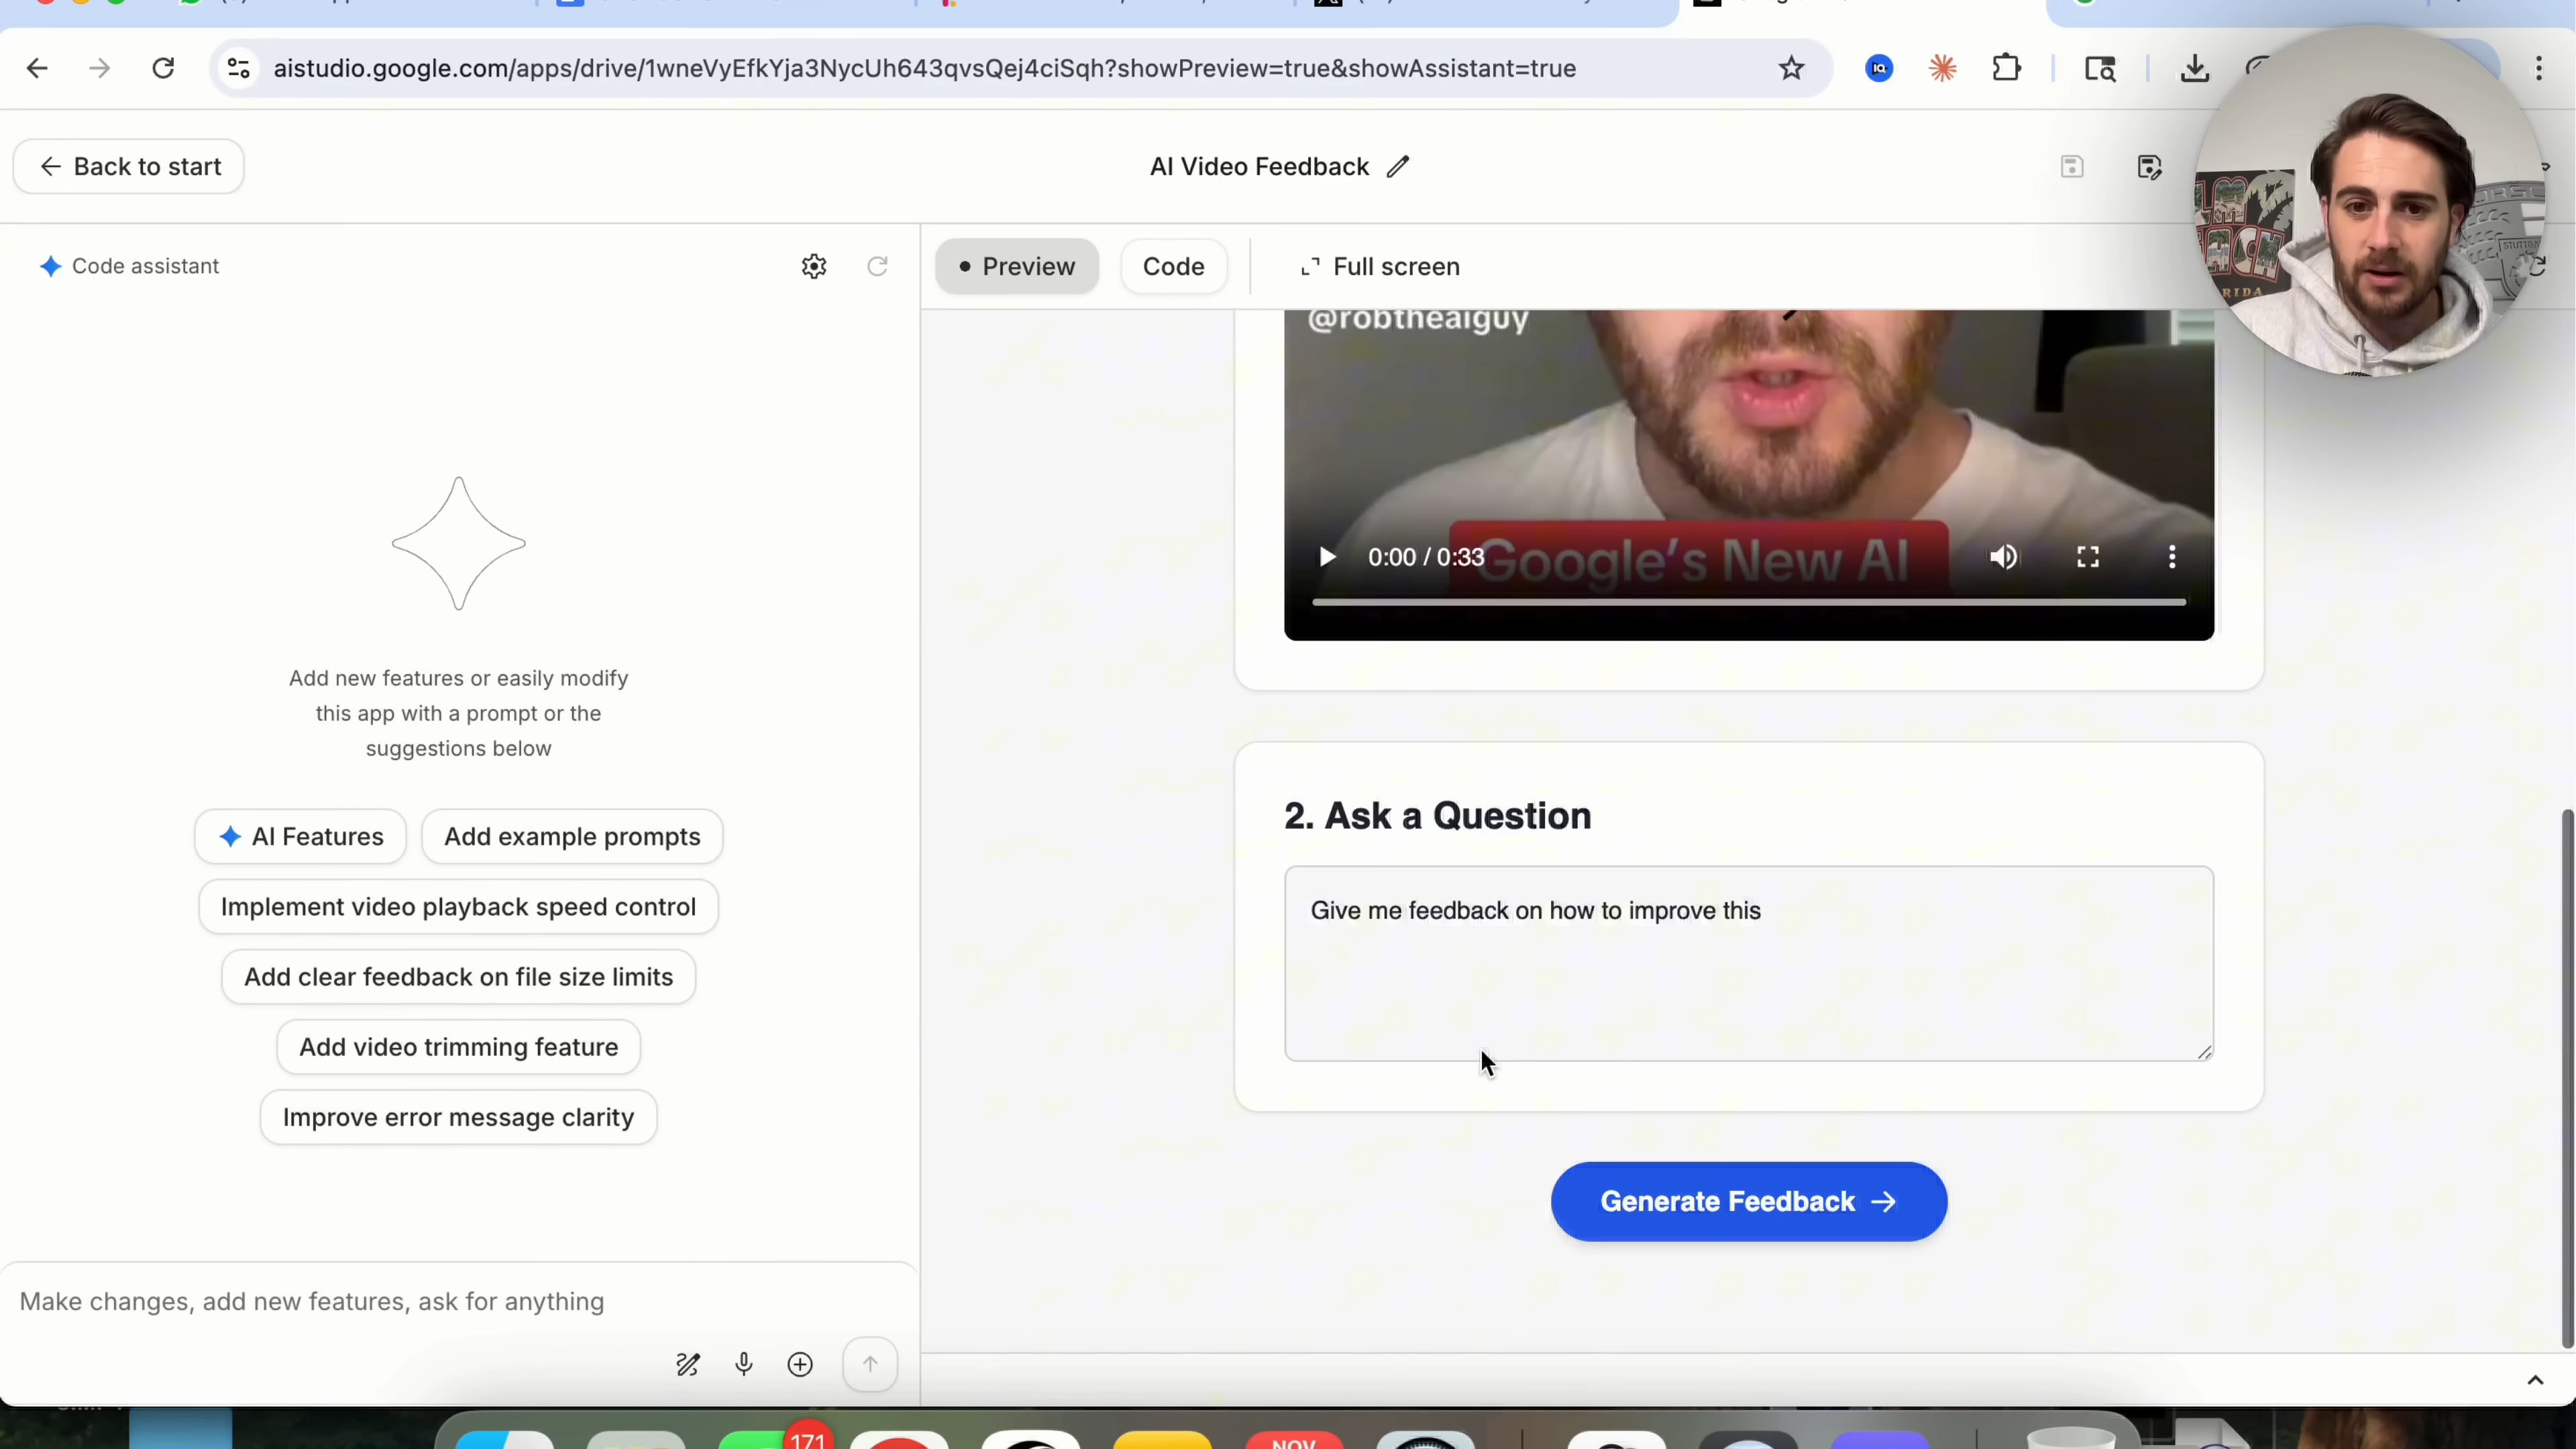 aistudio.google.com/apps/drive/1wneVyEfkYja3NycUh643qvsQej4ciSqh?showPreview=true&showAssistant=true
Back to start
AI Video Feedback
Code assistant
Preview
Code
Full screen
@robtheaiguy
0:00 / 0:33
Google's New AI
Add new features or easily modify
this app with a prompt or the
suggestions below
AI Features
Add example prompts
Implement video playback speed control
Add clear feedback on file size limits
Add video trimming feature
Improve error message clarity
2. Ask a Question
Give me feedback on how to improve this
Generate Feedback
Make changes, add new features, ask for anything
171
NOV